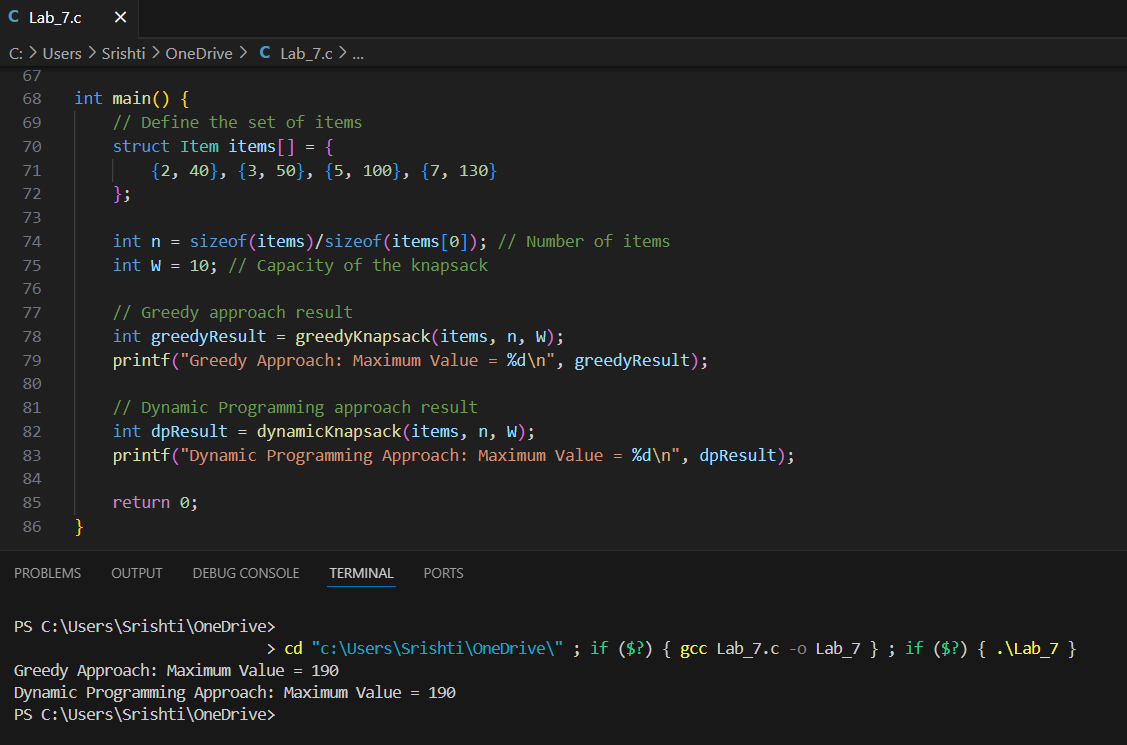 C Lab_7.c ×
C: > Users > Srishti > OneDrive > C Lab_7.c > ...
67
68 int main() {
69 // Define the set of items
70 struct Item items[] = {
71 {2, 40}, {3, 50}, {5, 100}, {7, 130}
72 };
73
74 int n = sizeof(items)/sizeof(items[0]); // Number of items
75 int W = 10; // Capacity of the knapsack
76
77 // Greedy approach result
78 int greedyResult = greedyKnapsack(items, n, W);
79 printf("Greedy Approach: Maximum Value = %d\n", greedyResult);
80
81 // Dynamic Programming approach result
82 int dpResult = dynamicKnapsack(items, n, W);
83 printf("Dynamic Programming Approach: Maximum Value = %d\n", dpResult);
84
85 return 0;
86 }
PROBLEMS OUTPUT DEBUG CONSOLE TERMINAL PORTS
PS C:\Users\Srishti\OneDrive>
> cd "c:\Users\Srishti\OneDrive\" ; if ($?) { gcc Lab_7.c -o Lab_7 } ; if ($?) { .\Lab_7 }
Greedy Approach: Maximum Value = 190
Dynamic Programming Approach: Maximum Value = 190
PS C:\Users\Srishti\OneDrive>